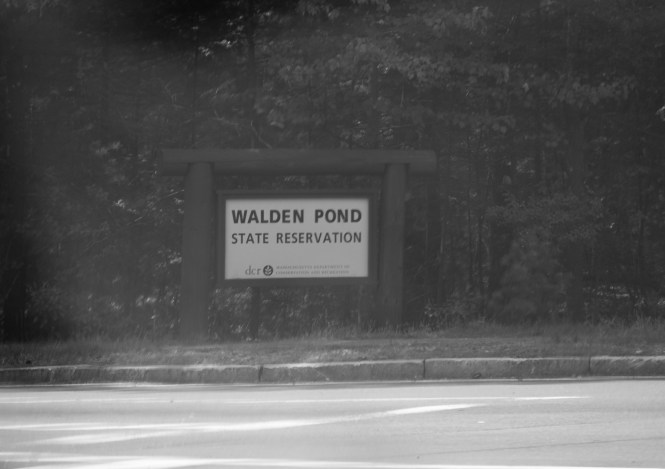 WALDEN POND
STATE RESERVATION
dcr